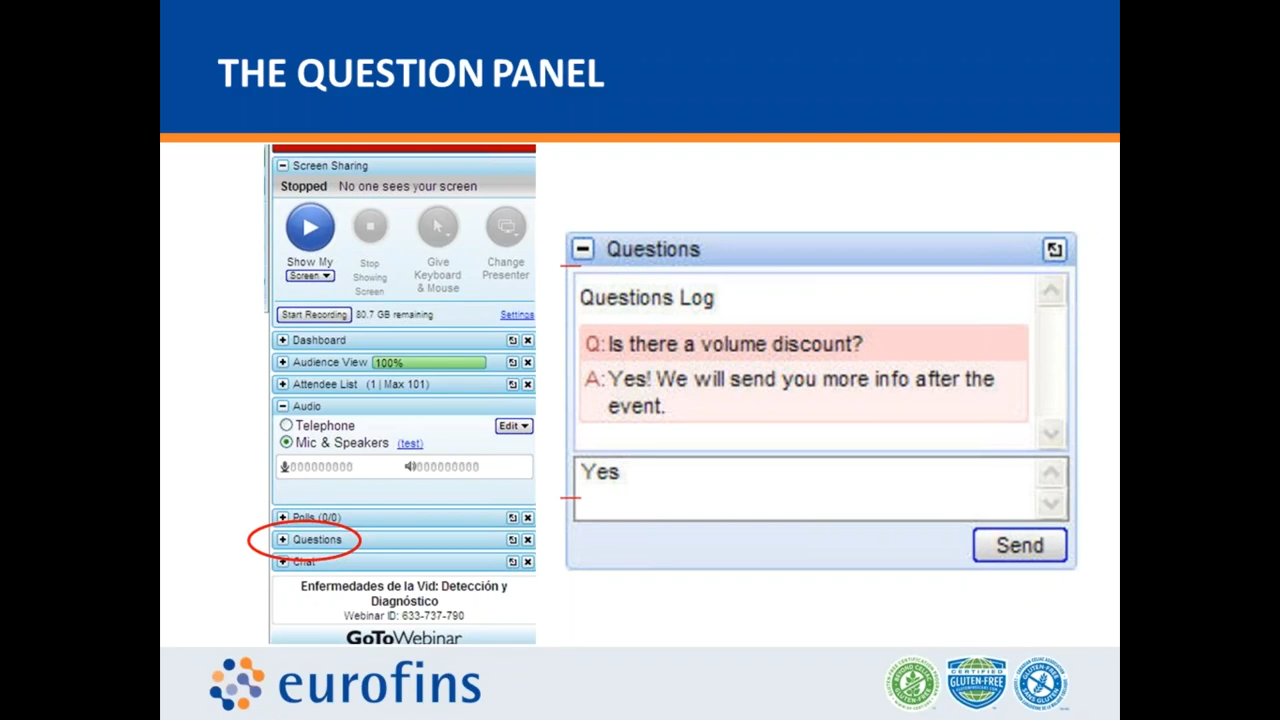 THE QUESTION PANEL
Screen Sharing
Stopped No one sees your screen
Show My
Screen
Stop
Showing
Screen
Give
Keyboard
& Mouse
Change
Presenter
Start Recording 80.7 GB remaining Settings
Dashboard
Audience View 100%
Attendee List (1 | Max 101)
Audio
Telephone
Edit
Mic & Speakers (test)
000000000 000000000
Polls (0/0)
Questions
Chat
Enfermedades de la Vid: Detección y
Diagnóstico
Webinar ID: 633-737-790
GoToWebinar
Questions
Questions Log
Q: Is there a volume discount?
A: Yes! We will send you more info after the
event.
Yes
Send
eurofins
CERTIFIED
GLUTEN-FREE